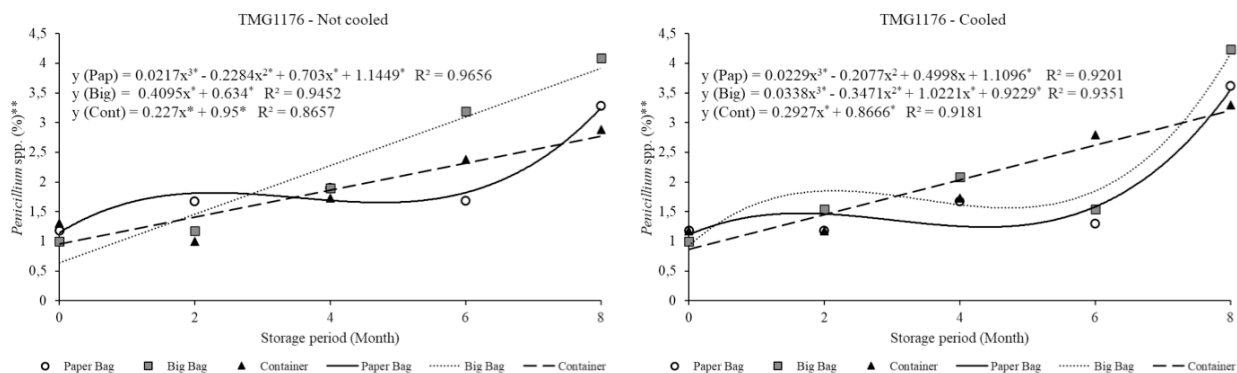 TMG1176 - Not cooled
4,5
4
3,5
3
2,5
2
1,5
1
0,5
0
Penicillium spp. (%)**
y (Pap) = 0.0217x³* - 0.2284x²* + 0.703x* + 1.1449* R² = 0.9656
y (Big) = 0.4095x* + 0.634* R² = 0.9452
y (Cont) = 0.227x* + 0.95* R² = 0.8657
0 2 4 6 8
Storage period (Month)
Paper Bag Big Bag Container Paper Bag Big Bag Container
TMG1176 - Cooled
4,5
4
3,5
3
2,5
2
1,5
1
0,5
0
Penicillium spp. (%)**
y (Pap) = 0.0229x³* - 0.2077x² + 0.4998x + 1.1096* R² = 0.9201
y (Big) = 0.0338x³* - 0.3471x²* + 1.0221x* + 0.9229* R² = 0.9351
y (Cont) = 0.2927x* + 0.8666* R² = 0.9181
0 2 4 6 8
Storage period (Month)
Paper Bag Big Bag Container Paper Bag Big Bag Container